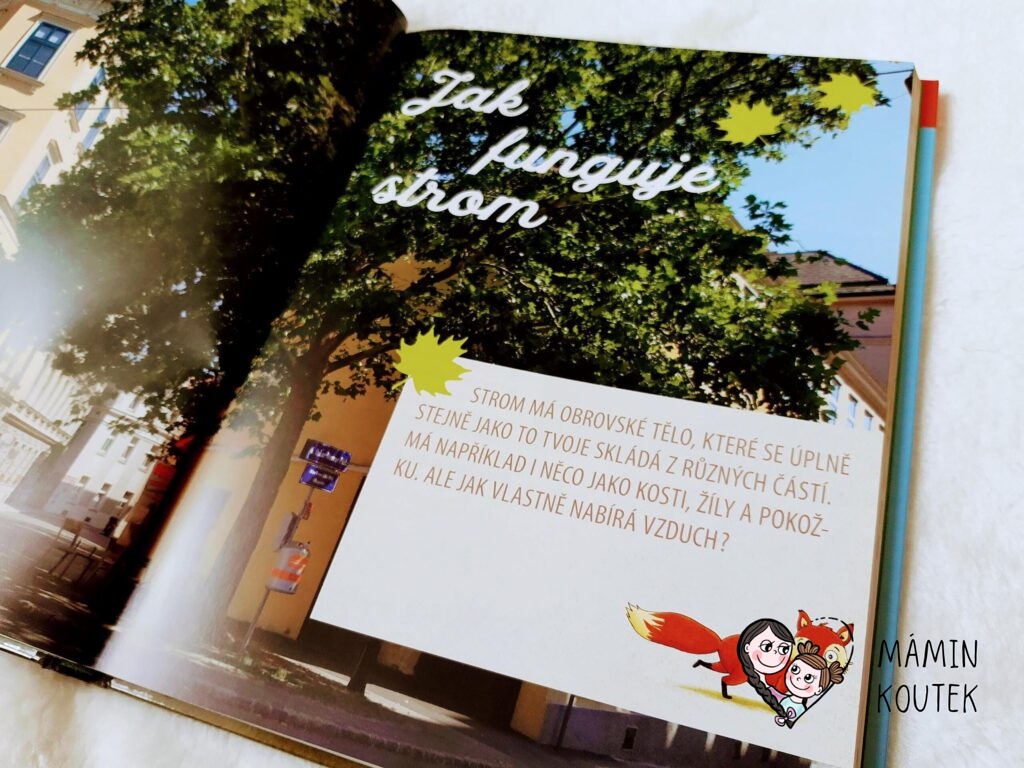 Jak
funguje
strom
STROM MÁ OBROVSKÉ TĚLO, KTERÉ SE ÚPLNĚ
STEJNĚ JAKO TO TVOJE SKLÁDÁ Z RŮZNÝCH ČÁSTÍ.
MÁ NAPŘÍKLAD I NĚCO JAKO KOSTI, ŽÍLY A POKOŽ-
KU. ALE JAK VLASTNĚ NABÍRÁ VZDUCH?
MÁMIN
KOUTEK